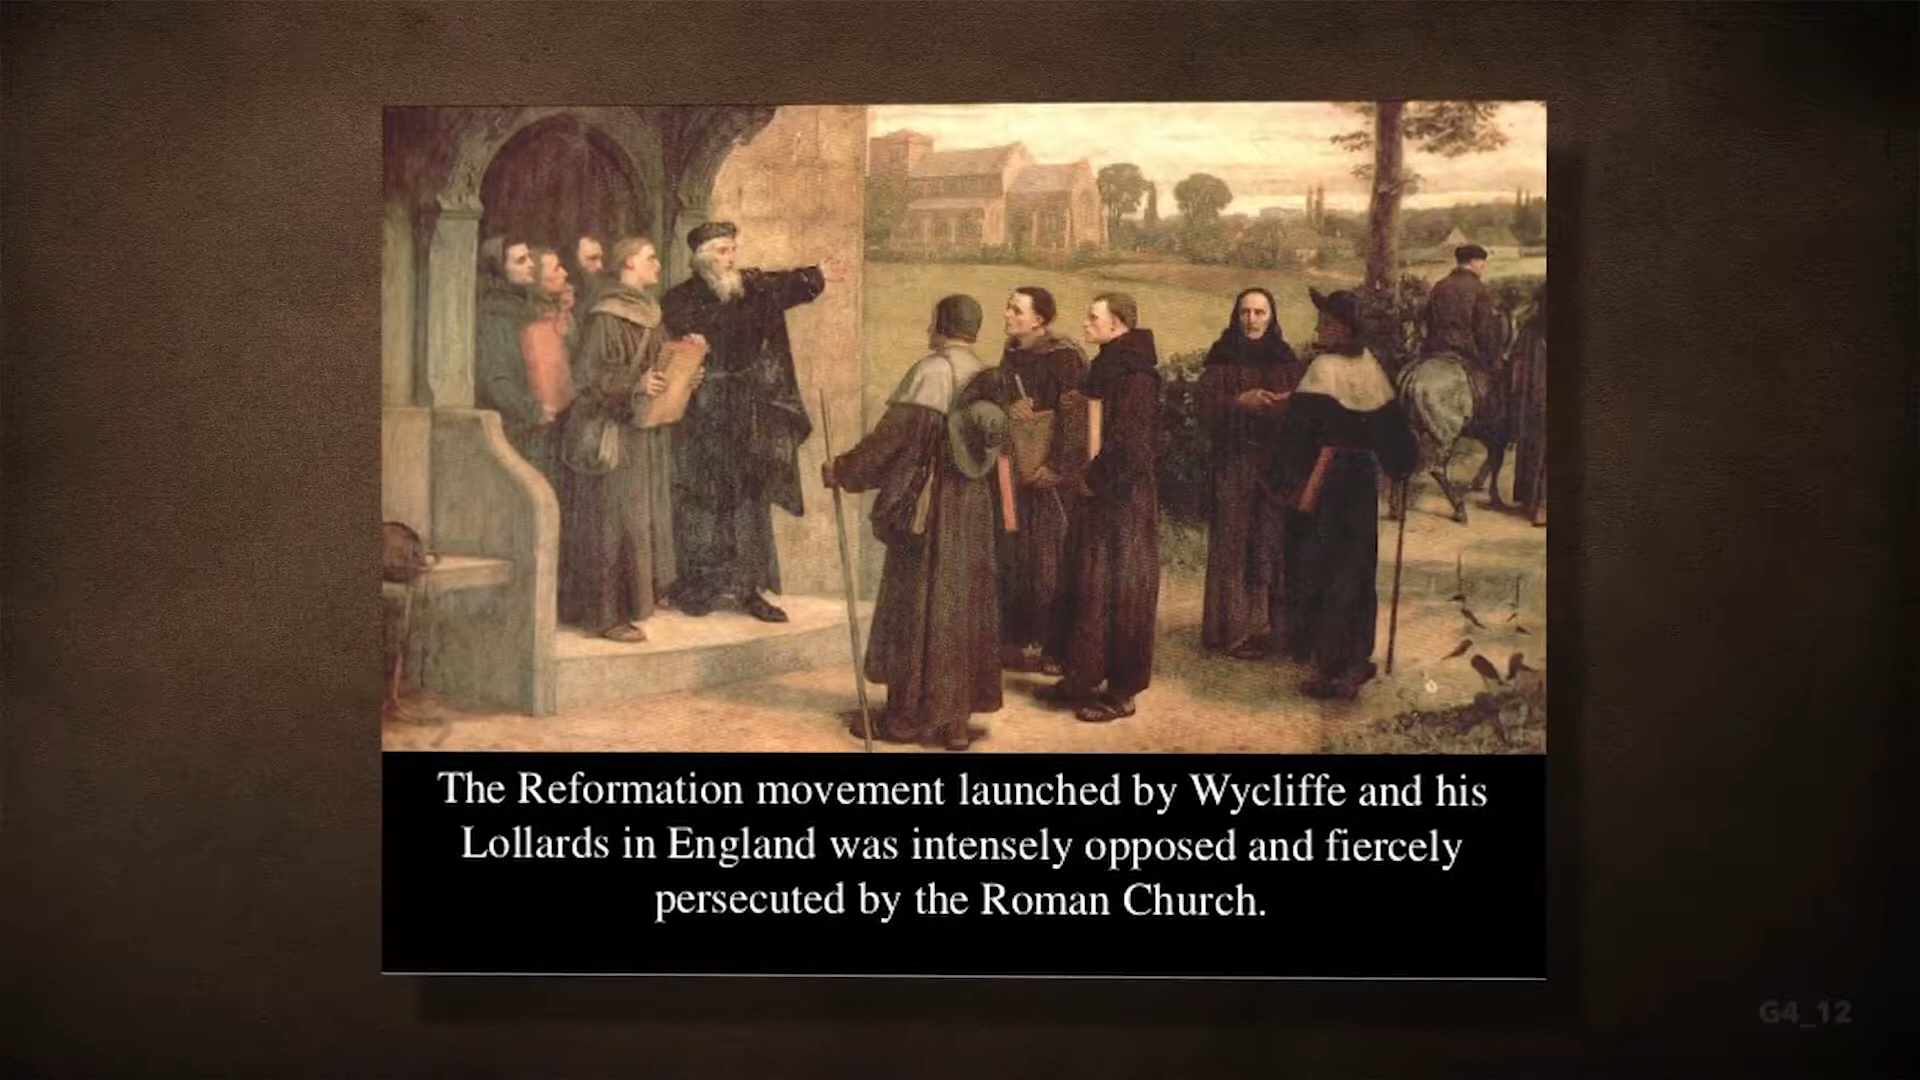 The Reformation movement launched by Wycliffe and his
Lollards in England was intensely opposed and fiercely
persecuted by the Roman Church.
G4_12